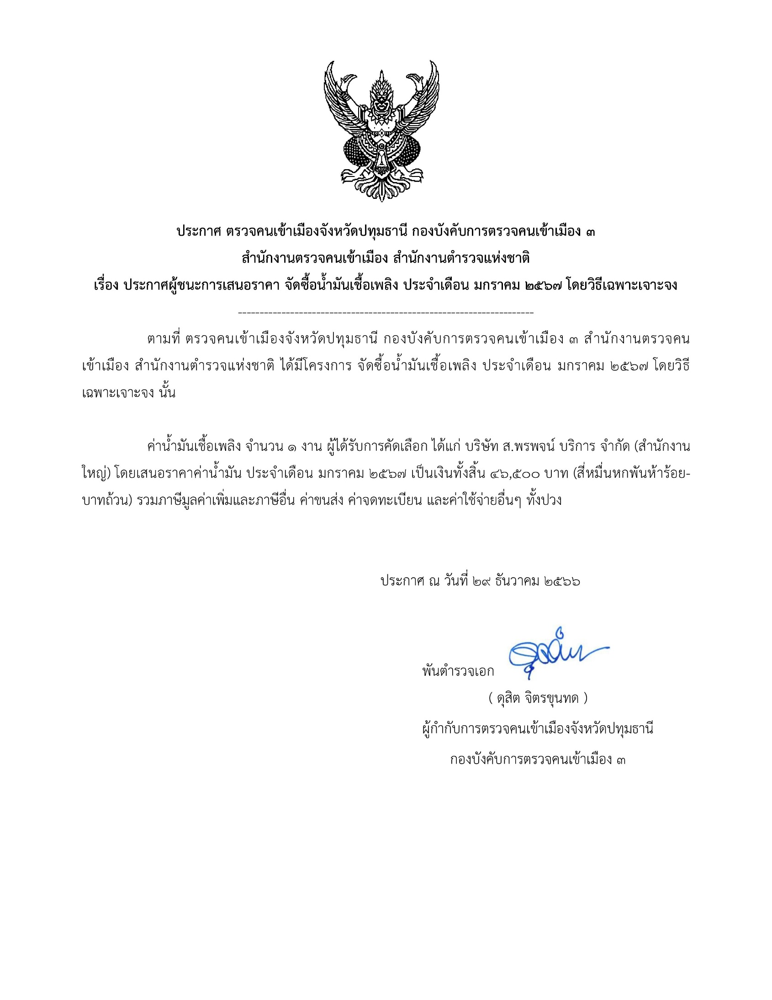 ประกาศ ตรวจคนเข้าเมืองจังหวัดปทุมธานี กองบังคับการตรวจคนเข้าเมือง ๓
สำนักงานตรวจคนเข้าเมือง สำนักงานตำรวจแห่งชาติ
เรื่อง ประกาศผู้ชนะการเสนอราคา จัดซื้อน้ำมันเชื้อเพลิง ประจำเดือน มกราคม ๒๕๖๗ โดยวิธีเฉพาะเจาะจง
--------------------------------------------------------------------
ตามที่ ตรวจคนเข้าเมืองจังหวัดปทุมธานี กองบังคับการตรวจคนเข้าเมือง ๓ สำนักงานตรวจคน
เข้าเมือง สำนักงานตำรวจแห่งชาติ ได้มีโครงการ จัดซื้อน้ำมันเชื้อเพลิง ประจำเดือน มกราคม ๒๕๖๗ โดยวิธี
เฉพาะเจาะจง นั้น
ค่าน้ำมันเชื้อเพลิง จำนวน ๑ งาน ผู้ได้รับการคัดเลือก ได้แก่ บริษัท ส.พรพจน์ บริการ จำกัด (สำนักงาน
ใหญ่) โดยเสนอราคาค่าน้ำมัน ประจำเดือน มกราคม ๒๕๖๗ เป็นเงินทั้งสิ้น ๔๖,๕๐๐ บาท (สี่หมื่นหกพันห้าร้อย-
บาทถ้วน) รวมภาษีมูลค่าเพิ่มและภาษีอื่น ค่าขนส่ง ค่าจดทะเบียน และค่าใช้จ่ายอื่นๆ ทั้งปวง
ประกาศ ณ วันที่ ๒๙ ธันวาคม ๒๕๖๖
พันตำรวจเอก
( ดุสิต จิตรขุนทด )
ผู้กำกับการตรวจคนเข้าเมืองจังหวัดปทุมธานี
กองบังคับการตรวจคนเข้าเมือง ๓